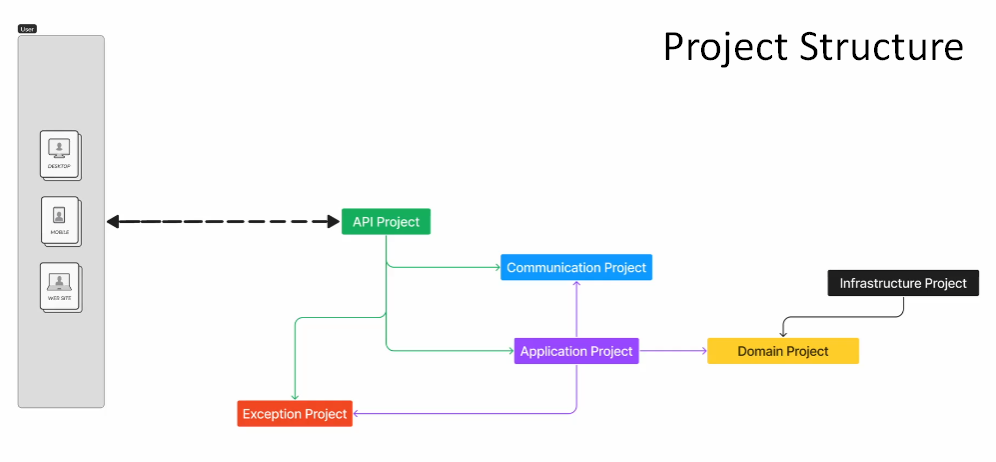 User
Project Structure
DESKTOP
MOBILE
WEB SITE
API Project
Communication Project
Infrastructure Project
Application Project
Domain Project
Exception Project